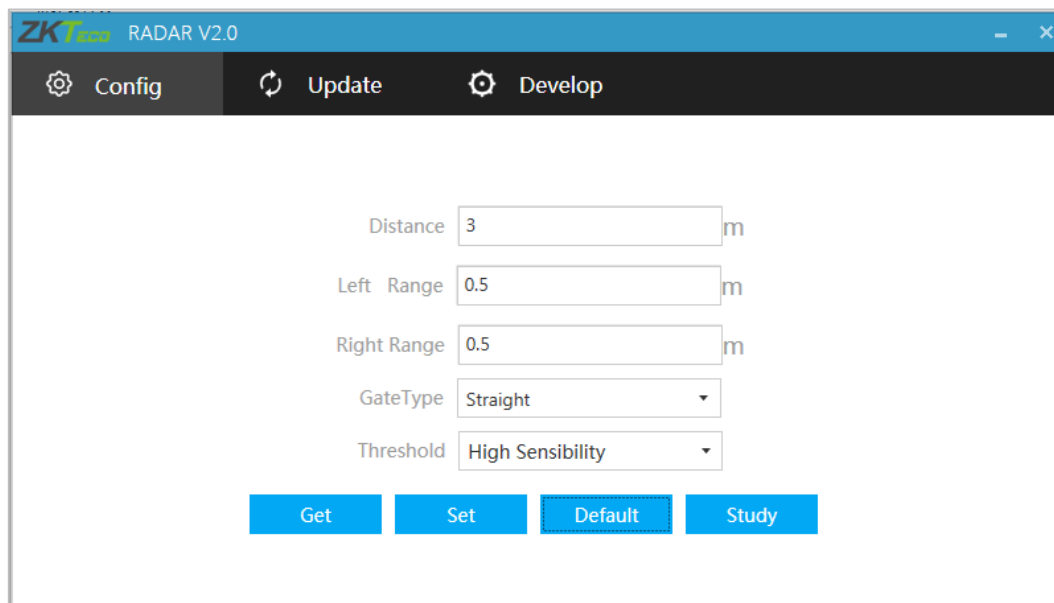 ZKTeco RADAR V2.0
Config Update Develop
Distance 3 m
Left Range 0.5 m
Right Range 0.5 m
GateType Straight
Threshold High Sensibility
Get Set Default Study